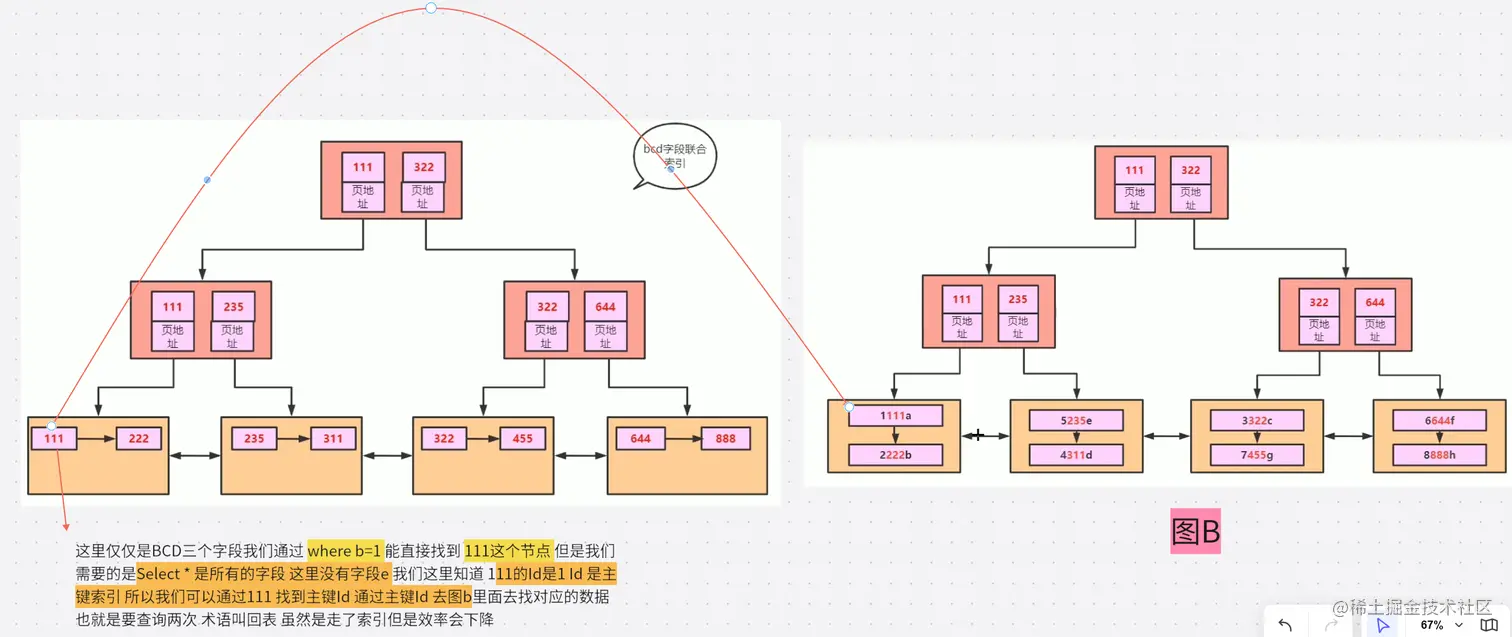 bcd字段联合
索引
111 322
页地
址
页地
址
111 235
页地
址
页地
址
322 644
页地
址
页地
址
111 222
235 311
322 455
644 888
这里仅仅是BCD三个字段我们通过 where b=1 能直接找到 111这个节点 但是我们
需要的是Select * 是所有的字段 这里没有字段e 我们这里知道 111的Id是1 Id 是主
键索引 所以我们可以通过111 找到主键Id 通过主键Id 去图b里面去找对应的数据
也就是要查询两次 术语叫回表 虽然是走了索引但是效率会下降
111 322
页地
址
页地
址
111 235
页地
址
页地
址
322 644
页地
址
页地
址
1111a
2222b
5235e
4311d
3322c
7455g
6644f
8888h
图B
@稀土掘金技术社区
67%